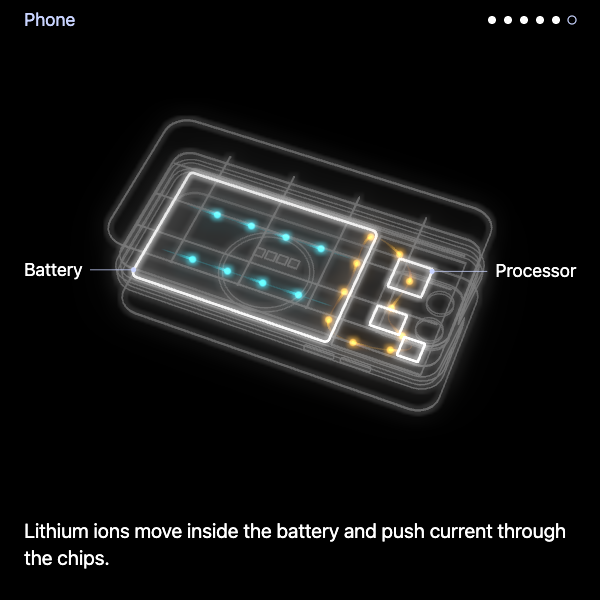 Phone
Battery
Processor
Lithium ions move inside the battery and push current through
the chips.